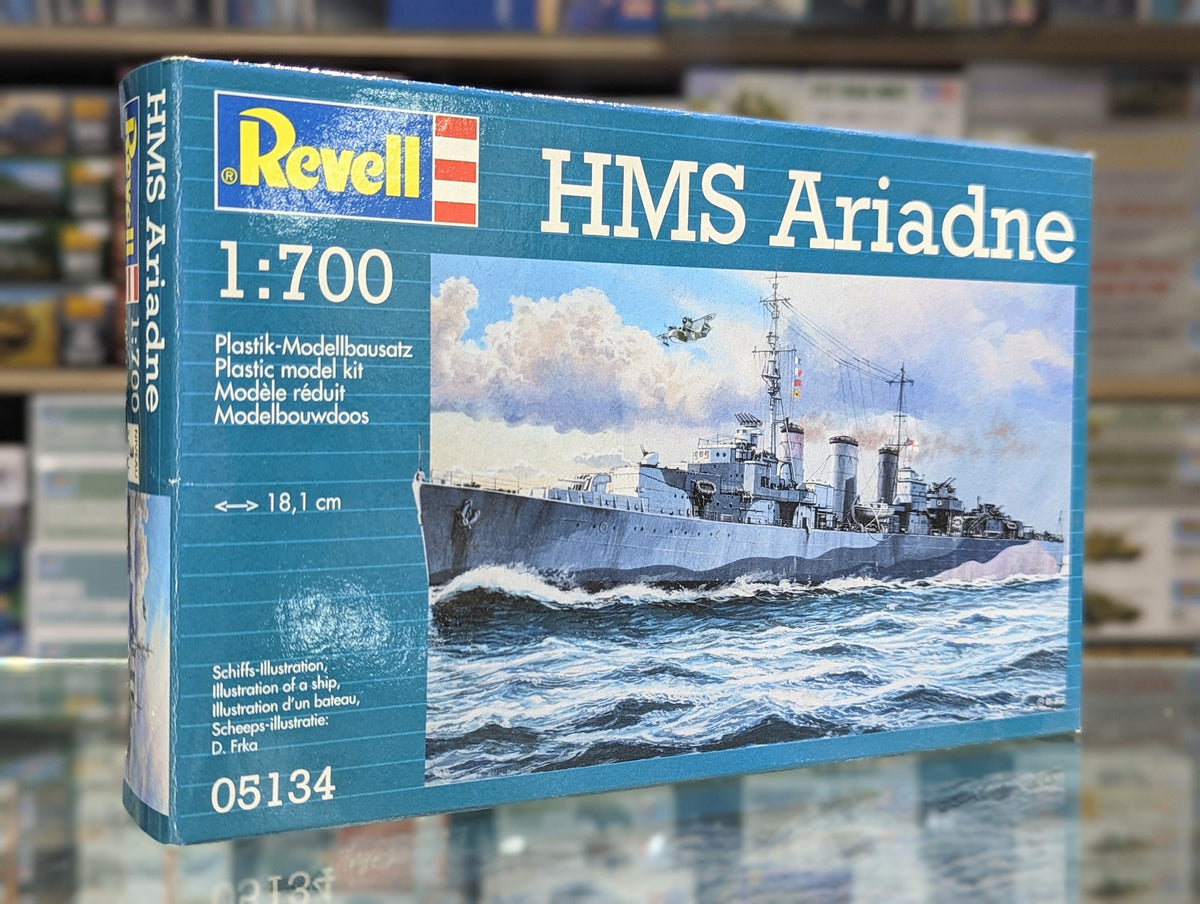 Revell
HMS Ariadne
1:700
Plastik-Modellbausatz
Plastic model kit
Modèle réduit
Modelbouwdoos
18,1 cm
Schiffs-Illustration,
Illustration of a ship,
Illustration d'un bateau,
Scheeps-illustratie:
D. Frka
05134
HMS Ariadne
Revell
1:700